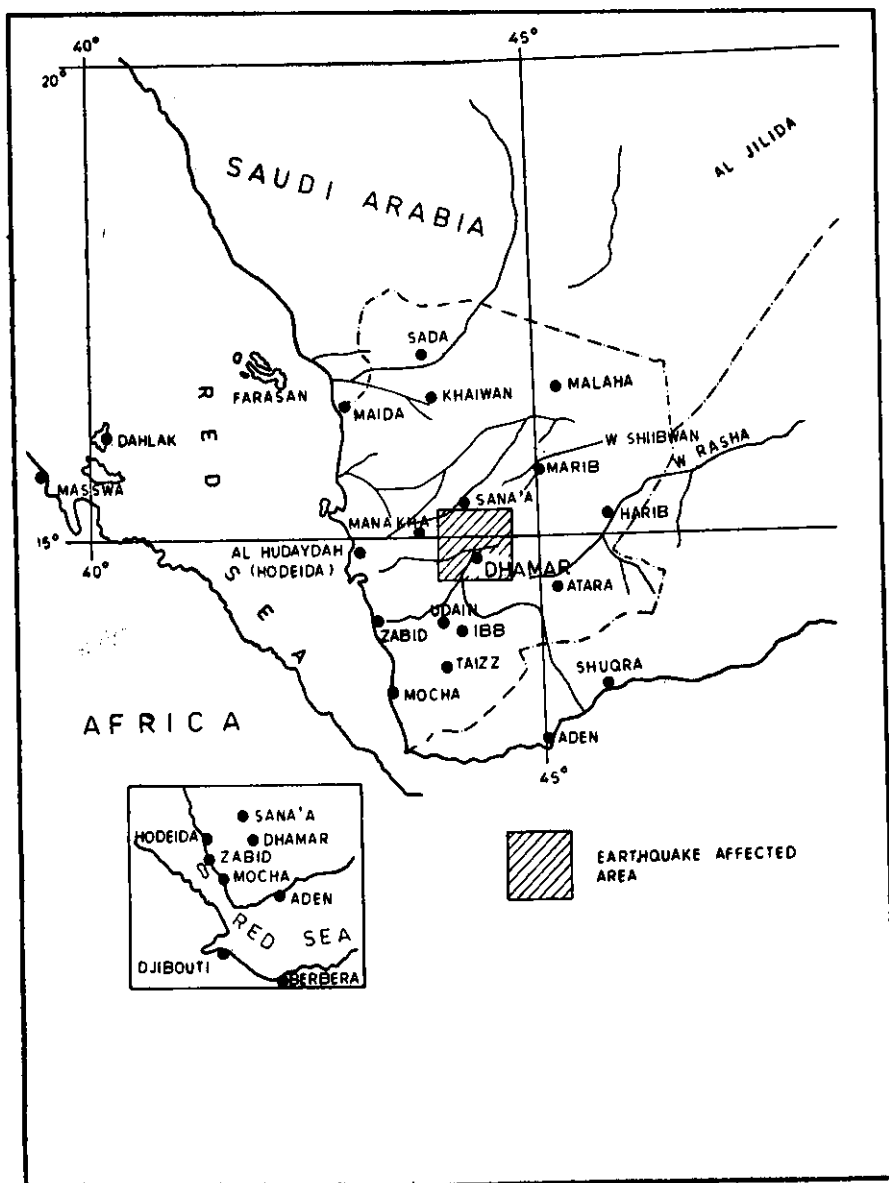 40°
45°
20°
SAUDI ARABIA
AL JILIDA
SADA
FARASAN
KHAIWAN
MALAHA
MAIDA
RED
SEA
DAHLAK
W SHIIBWAN
W RASHA
MARIB
MASSWA
SANA'A
HARIB
MANAKHA
15°
40°
AL HUDAYDAH
(HODEIDA)
DHAMAR
ATARA
UDAIN
ZABID
IBB
TAIZZ
SHUQRA
MOCHA
AFRICA
ADEN
45°
SANA'A
HODEIDA
DHAMAR
ZABID
MOCHA
ADEN
RED SEA
DJIBOUTI
BERBERA
EARTHQUAKE AFFECTED
AREA